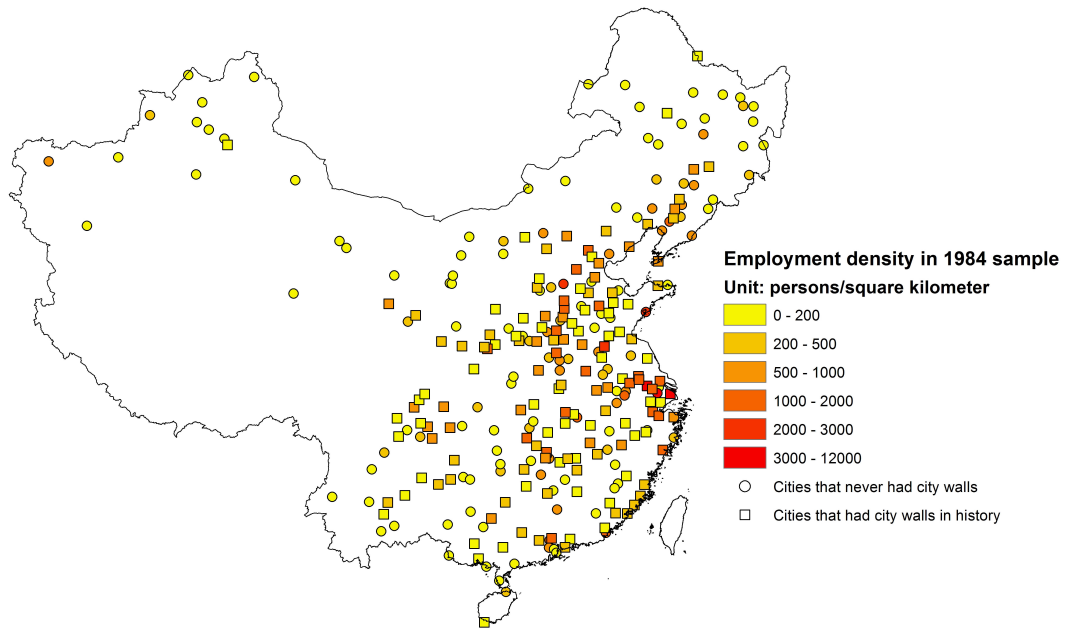 Employment density in 1984 sample
Unit: persons/square kilometer
0 - 200
200 - 500
500 - 1000
1000 - 2000
2000 - 3000
3000 - 12000
Cities that never had city walls
Cities that had city walls in history